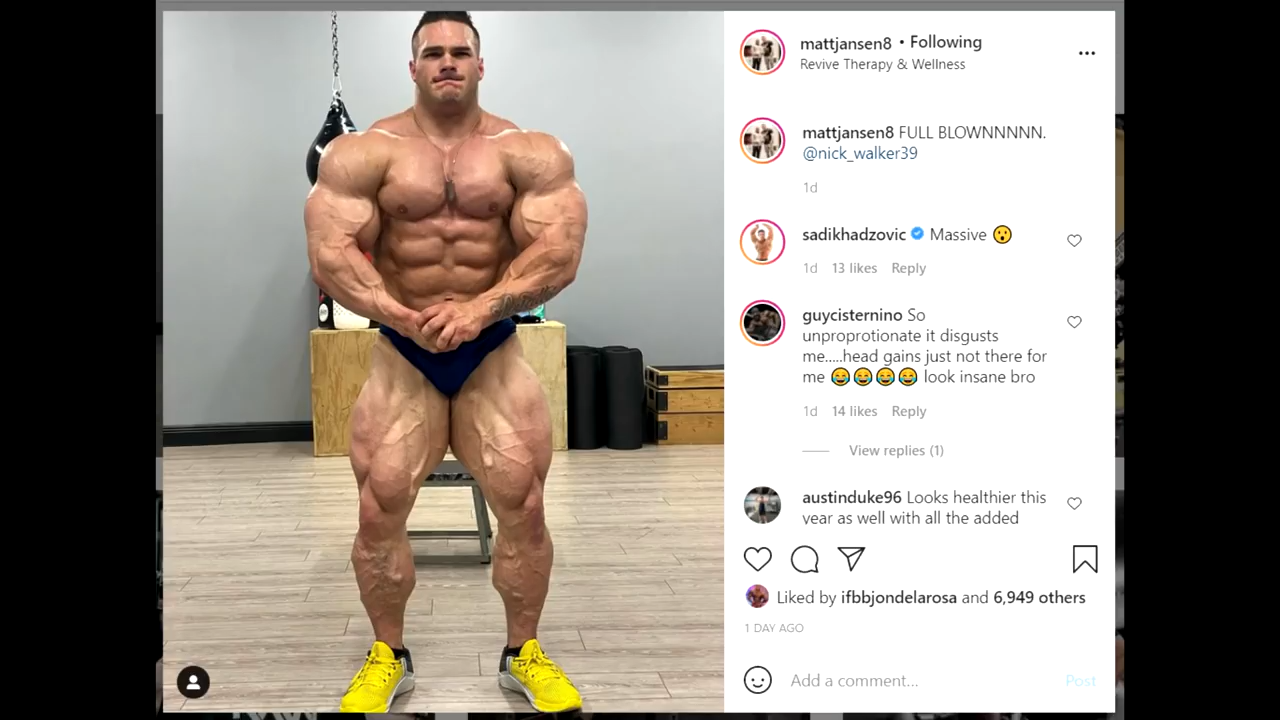 mattjansen8 • Following
Revive Therapy & Wellness
mattjansen8 FULL BLOWNNNNN.
@nick_walker39
1d
sadikhadzovic Massive 😮
1d 13 likes Reply
guycisternino So
unproprotionate it disgusts
me.....head gains just not there for
me 😂😂😂😂 look insane bro
1d 14 likes Reply
View replies (1)
austinduke96 Looks healthier this
year as well with all the added
Liked by ifbbjondelarosa and 6,949 others
1 DAY AGO
Add a comment...
Post